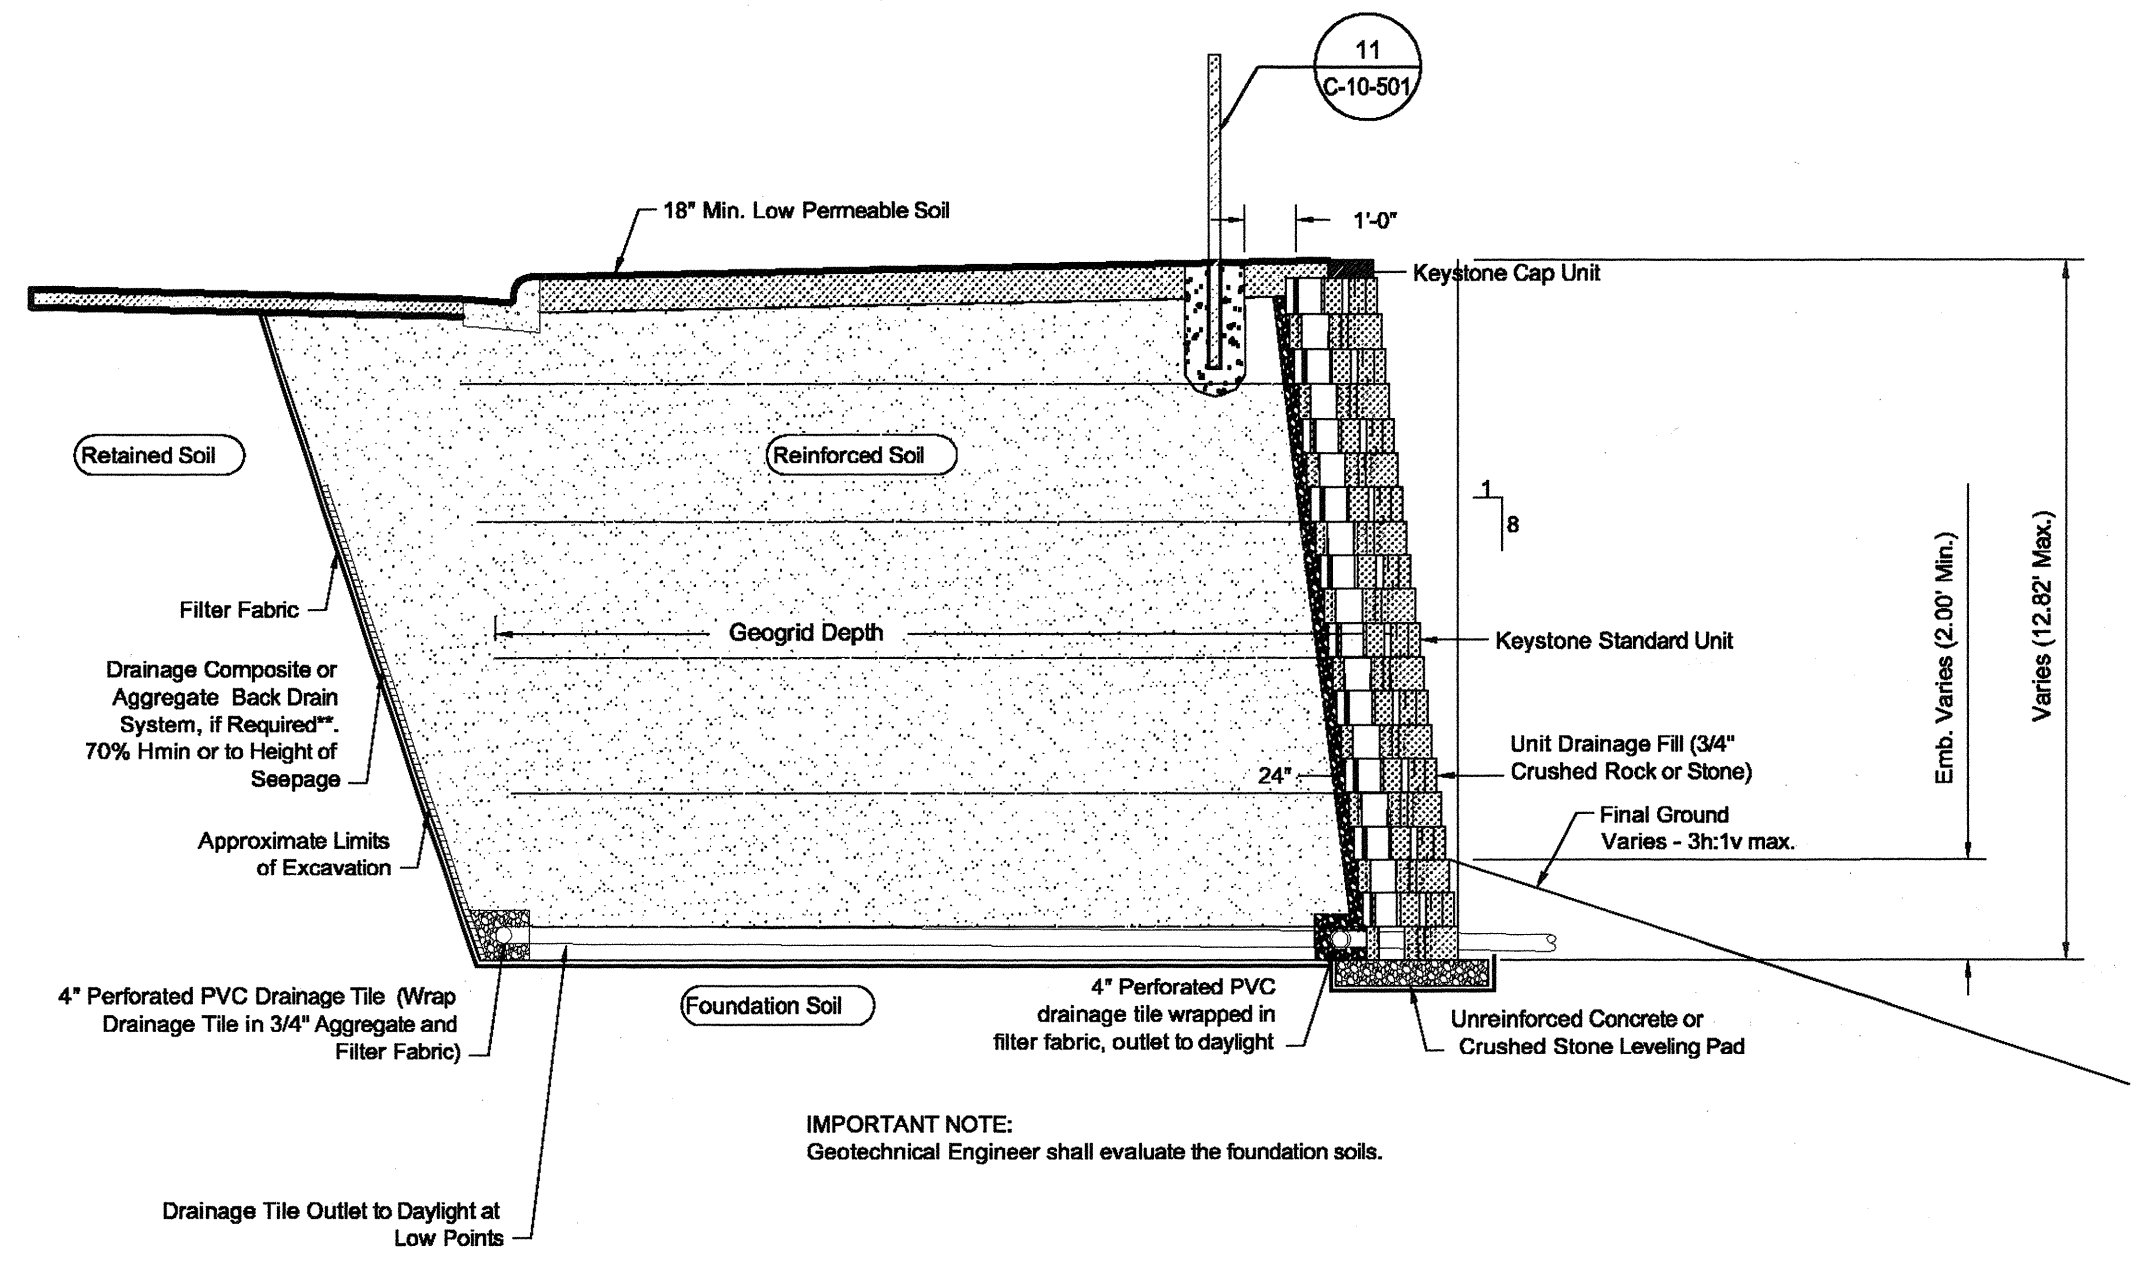 11
C-10-501
18" Min. Low Permeable Soil
1'-0"
Keystone Cap Unit
Retained Soil
Reinforced Soil
1
8
Filter Fabric
Geogrid Depth
Keystone Standard Unit
Drainage Composite or
Aggregate Back Drain
System, if Required**.
70% Hmin or to Height of
Seepage
24"
Unit Drainage Fill (3/4"
Crushed Rock or Stone)
Emb. Varies (2.00' Min.)
Varies (12.82' Max.)
Final Ground
Varies - 3h:1v max.
Approximate Limits
of Excavation
4" Perforated PVC Drainage Tile (Wrap
Drainage Tile in 3/4" Aggregate and
Filter Fabric)
Foundation Soil
4" Perforated PVC
drainage tile wrapped in
filter fabric, outlet to daylight
Unreinforced Concrete or
Crushed Stone Leveling Pad
IMPORTANT NOTE:
Geotechnical Engineer shall evaluate the foundation soils.
Drainage Tile Outlet to Daylight at
Low Points